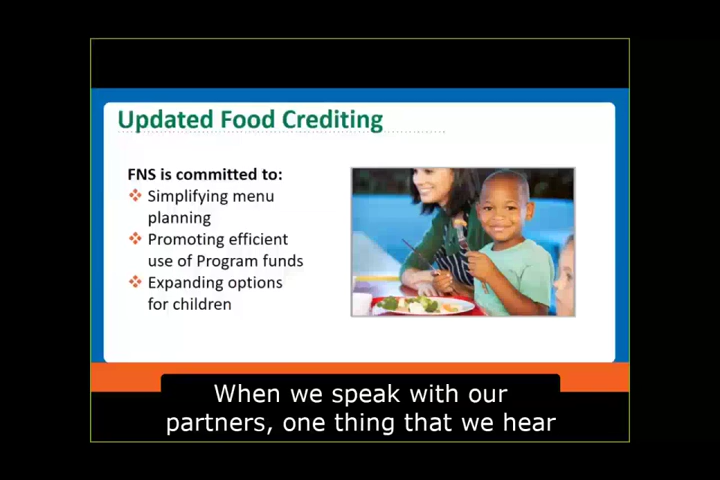 Updated Food Crediting
FNS is committed to:
Simplifying menu
planning
Promoting efficient
use of Program funds
Expanding options
for children
When we speak with our
partners, one thing that we hear